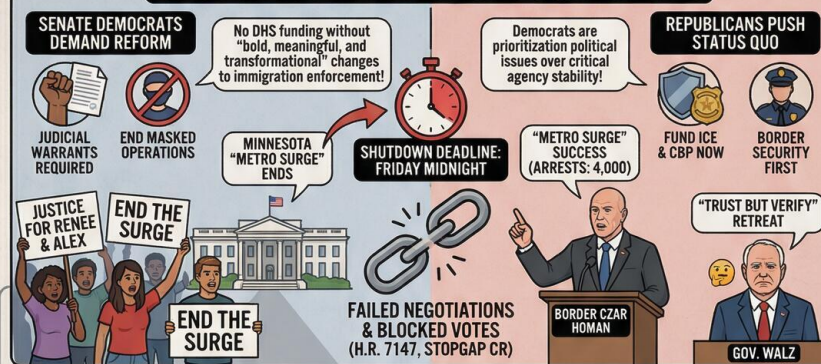 SENATE DEMOCRATS
DEMAND REFORM
No DHS funding without
"bold, meaningful, and
transformational" changes
to immigration enforcement!
Democrats are
prioritization political
issues over critical
agency stability!
REPUBLICANS PUSH
STATUS QUO
JUDICIAL
WARRANTS
REQUIRED
END MASKED
OPERATIONS
MINNESOTA
"METRO SURGE"
ENDS
SHUTDOWN DEADLINE:
FRIDAY MIDNIGHT
"METRO SURGE"
SUCCESS
(ARRESTS: 4,000)
FUND ICE
& CBP NOW
BORDER
SECURITY
FIRST
JUSTICE
FOR RENEE
& ALEX
END THE
SURGE
"TRUST BUT VERIFY"
RETREAT
END THE
SURGE
FAILED NEGOTIATIONS
& BLOCKED VOTES
(H.R. 7147, STOPGAP CR)
BORDER CZAR
HOMAN
GOV. WALZ